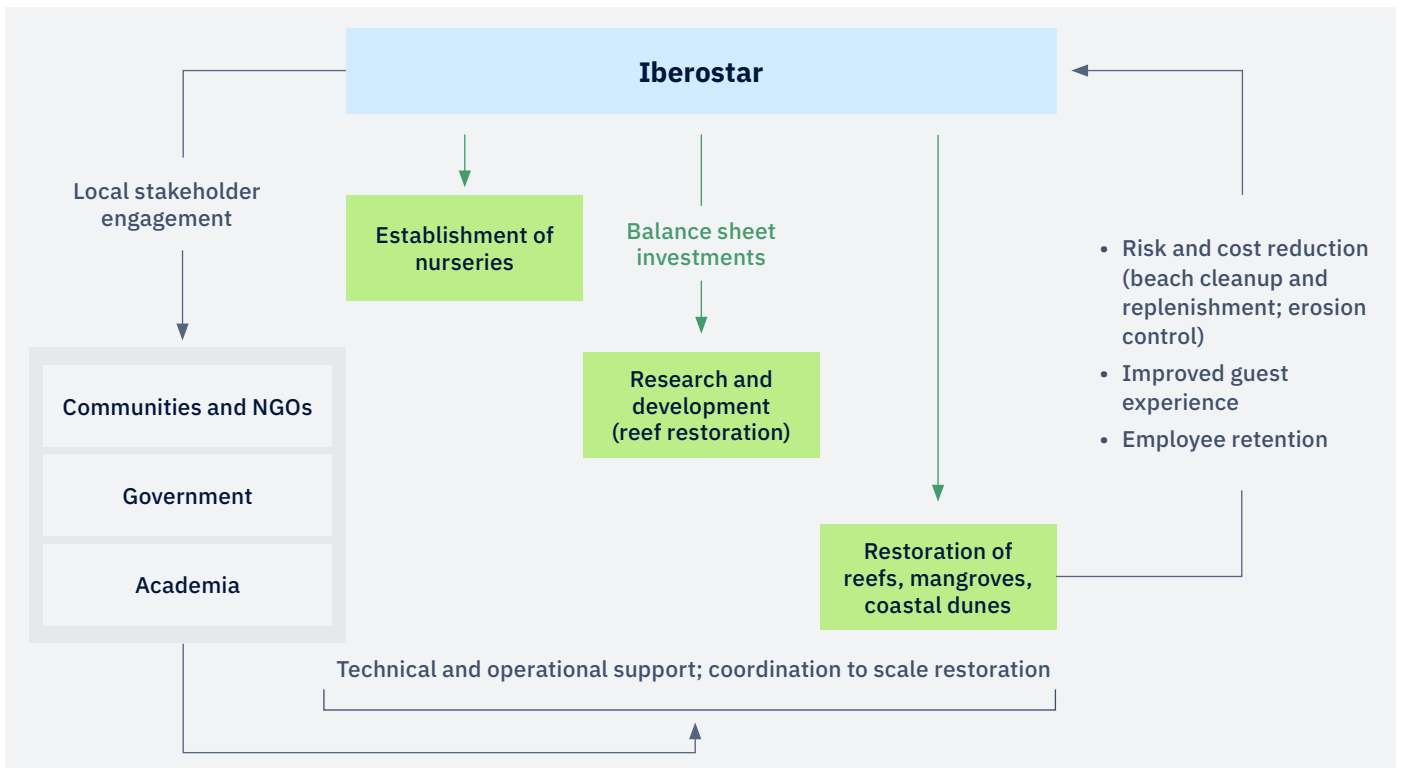 Iberostar
Local stakeholder
engagement
Communities and NGOs
Government
Academia
Establishment of
nurseries
Balance sheet
investments
Research and
development
(reef restoration)
Restoration of
reefs, mangroves,
coastal dunes
• Risk and cost reduction
(beach cleanup and
replenishment; erosion
control)
• Improved guest
experience
• Employee retention
Technical and operational support; coordination to scale restoration